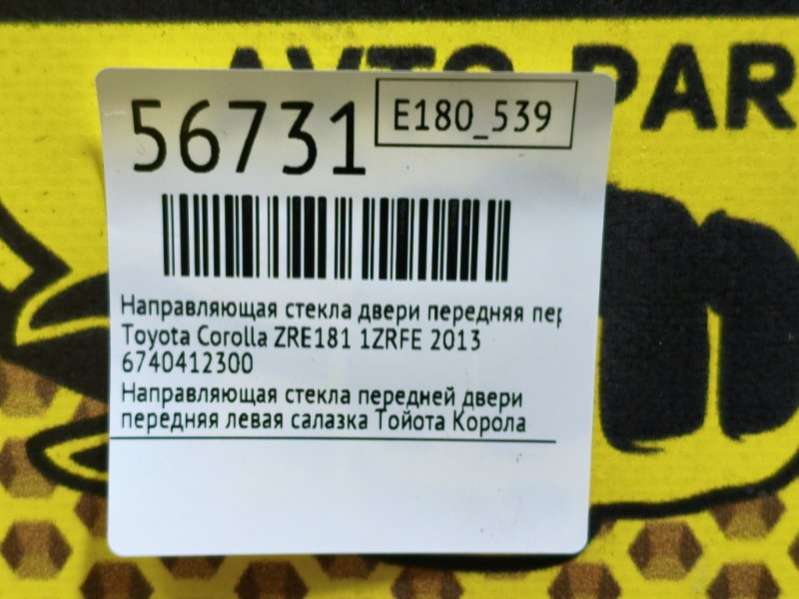 AVTO PAR
56731
E180_539
Направляющая стекла двери передняя пер
Toyota Corolla ZRE181 1ZRFE 2013
6740412300
Направляющая стекла передней двери
передняя левая салазка Тойота Корола